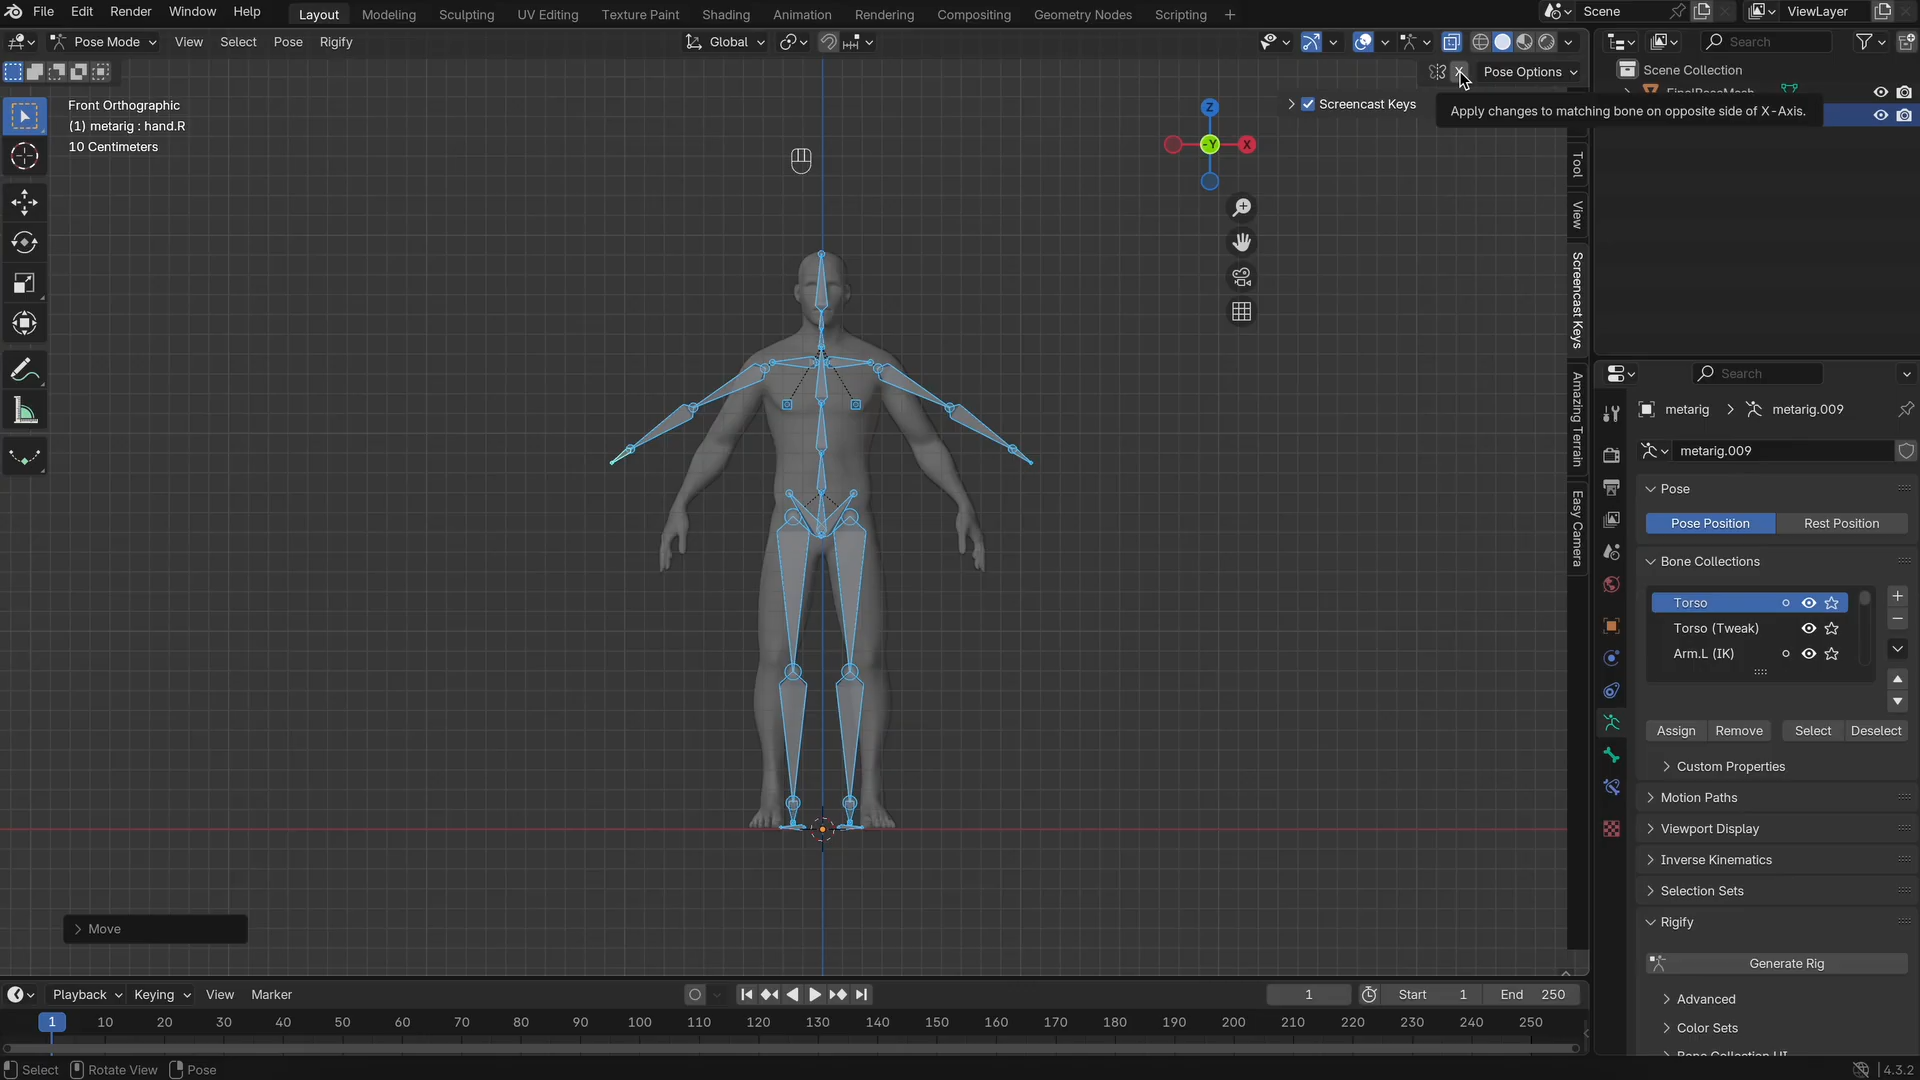 File Edit Render Window Help
Layout Modeling Sculpting UV Editing Texture Paint Shading Animation Rendering Compositing Geometry Nodes Scripting +
Scene
ViewLayer
Pose Mode View Select Pose Rigify
Global
Search
X Pose Options
Scene Collection
FinalBaseMesh
Front Orthographic
(1) metarig : hand.R
10 Centimeters
Screencast Keys
Apply changes to matching bone on opposite side of X-Axis.
Z
-Y
X
Tool
View
Screencast Keys
Amazing Terrain
Easy Camera
Search
metarig > metarig.009
metarig.009
Pose
Pose Position Rest Position
Bone Collections
Torso
Torso (Tweak)
Arm.L (IK)
Assign Remove Select Deselect
Custom Properties
Motion Paths
Viewport Display
Inverse Kinematics
Selection Sets
Rigify
Generate Rig
Advanced
Color Sets
Bone Collection UI
Move
Playback Keying View Marker
1
Start 1 End 250
1 10 20 30 40 50 60 70 80 90 100 110 120 130 140 150 160 170 180 190 200 210 220 230 240 250
Select Rotate View Pose
4.3.2